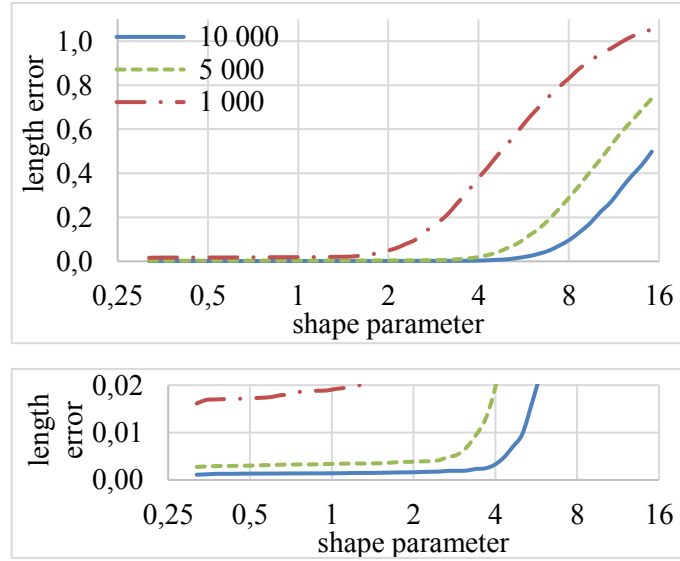 1,0
0,8
0,6
0,4
0,2
0,0
length error
10 000
5 000
1 000
0,25 0,5 1 2 4 8 16
shape parameter
0,02
0,01
0,00
length
error
0,25 0,5 1 2 4 8 16
shape parameter